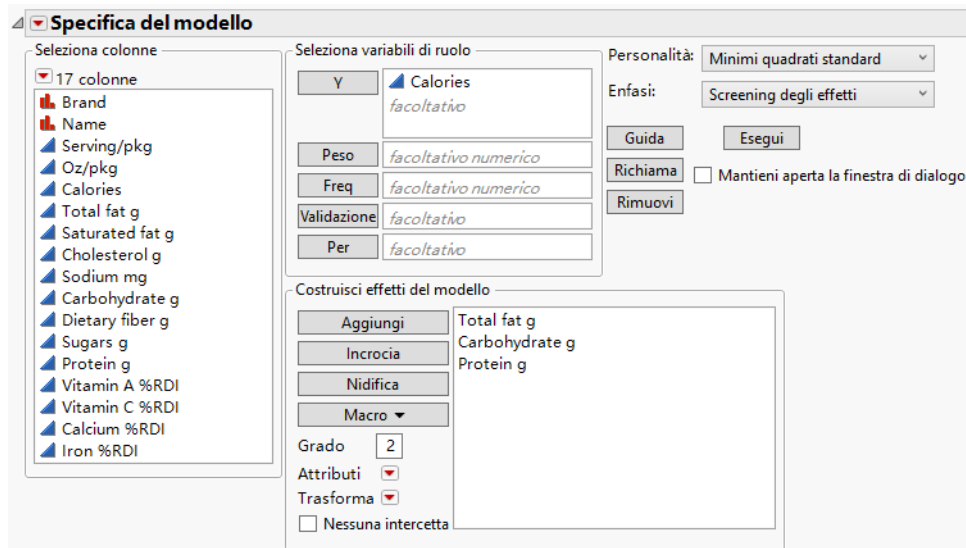 Specifica del modello
Seleziona colonne
17 colonne
Brand
Name
Serving/pkg
Oz/pkg
Calories
Total fat g
Saturated fat g
Cholesterol g
Sodium mg
Carbohydrate g
Dietary fiber g
Sugars g
Protein g
Vitamin A %RDI
Vitamin C %RDI
Calcium %RDI
Iron %RDI
Seleziona variabili di ruolo
Y
Calories
facoltativo
Peso
facoltativo numerico
Freq
facoltativo numerico
Validazione
facoltativo
Per
facoltativo
Costruisci effetti del modello
Aggiungi
Incrocia
Nidifica
Macro
Grado 2
Attributi
Trasforma
Nessuna intercetta
Total fat g
Carbohydrate g
Protein g
Personalità: Minimi quadrati standard
Enfasi: Screening degli effetti
Guida
Esegui
Richiama
Mantieni aperta la finestra di dialogo
Rimuovi